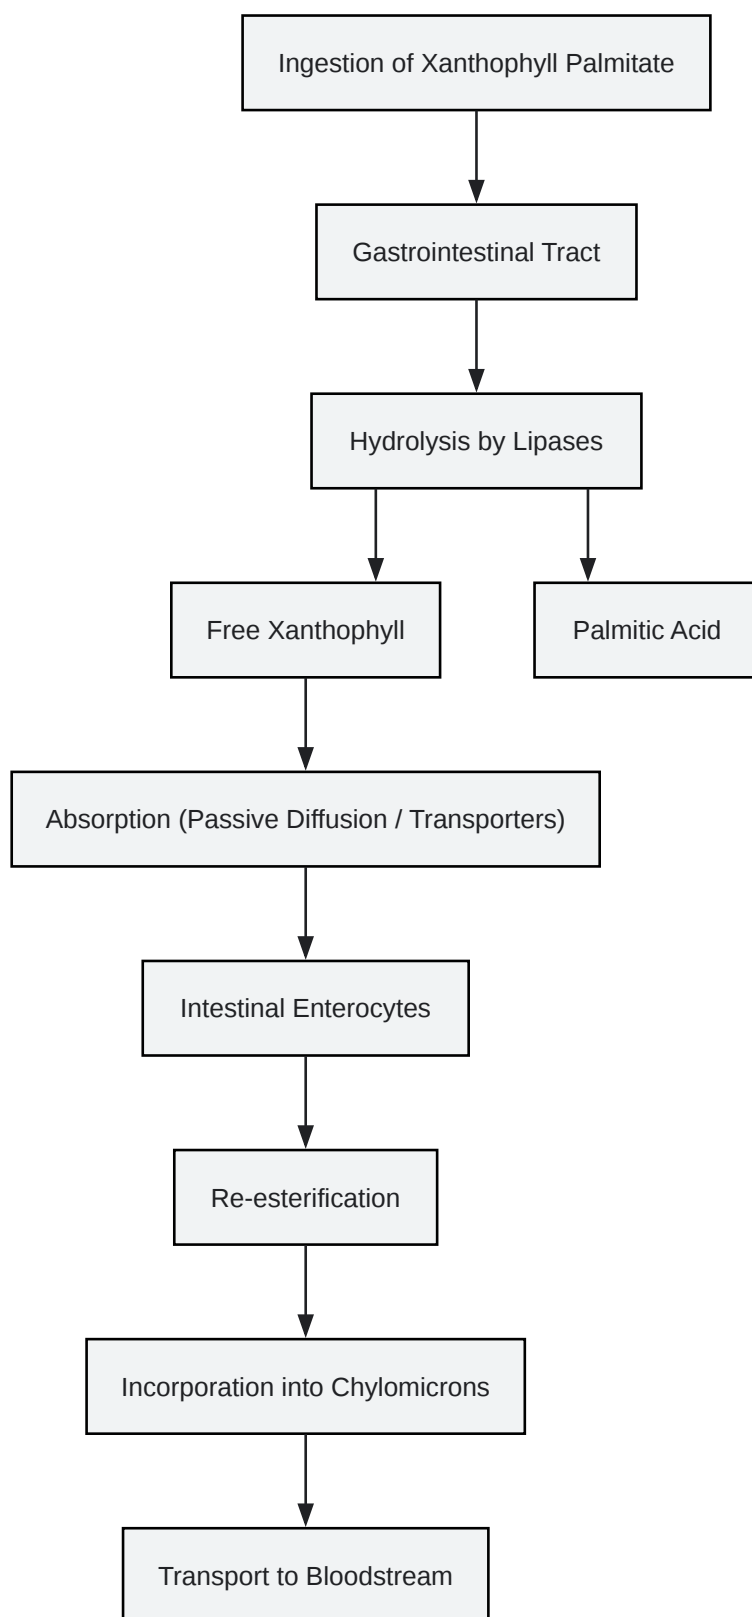 Ingestion of Xanthophyll Palmitate
Gastrointestinal Tract
Hydrolysis by Lipases
Free Xanthophyll
Palmitic Acid
Absorption (Passive Diffusion / Transporters)
Intestinal Enterocytes
Re-esterification
Incorporation into Chylomicrons
Transport to Bloodstream